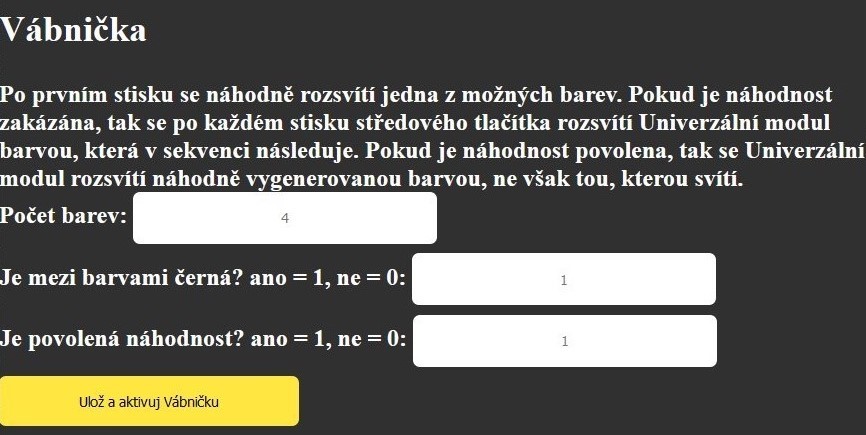 Vábnička
Po prvním stisku se náhodně rozsvítí jedna z možných barev. Pokud je náhodnost
zakázána, tak se po každém stisku středového tlačítka rozsvítí Univerzální modul
barvou, která v sekvenci následuje. Pokud je náhodnost povolena, tak se Univerzální
modul rozsvítí náhodně vygenerovanou barvou, ne však tou, kterou svítí.
Počet barev: 4
Je mezi barvami černá? ano = 1, ne = 0: 1
Je povolená náhodnost? ano = 1, ne = 0: 1
Ulož a aktivuj Vábničku